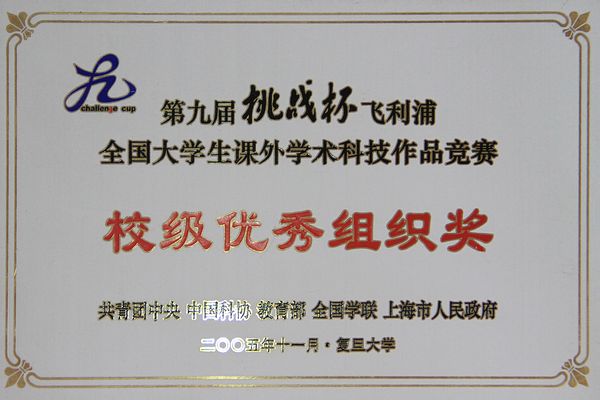 challenge cup
第九届 挑战杯 飞利浦
全国大学生课外学术科技作品竞赛
校级优秀组织奖
共青团中央 中国科协 教育部 全国学联 上海市人民政府
二〇〇五年十一月·复旦大学